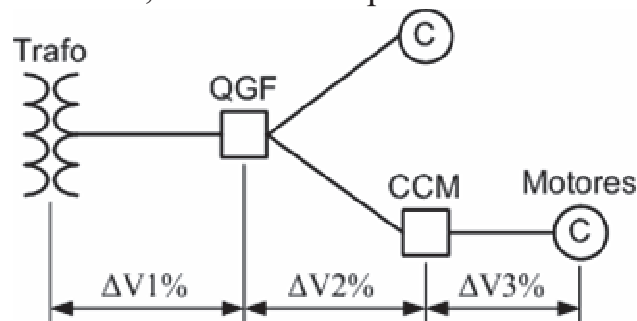 Trafo
C
QGF
CCM
Motores
C
ΔV1%
ΔV2%
ΔV3%